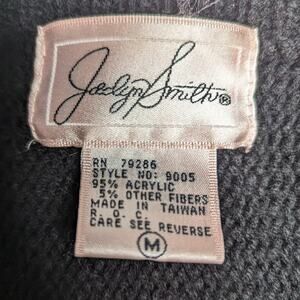 Jaclyn Smith®
RN 79286
STYLE NO: 9005
95% ACRYLIC
5% OTHER FIBERS
MADE IN TAIWAN
R. O. C.
CARE SEE REVERSE
M